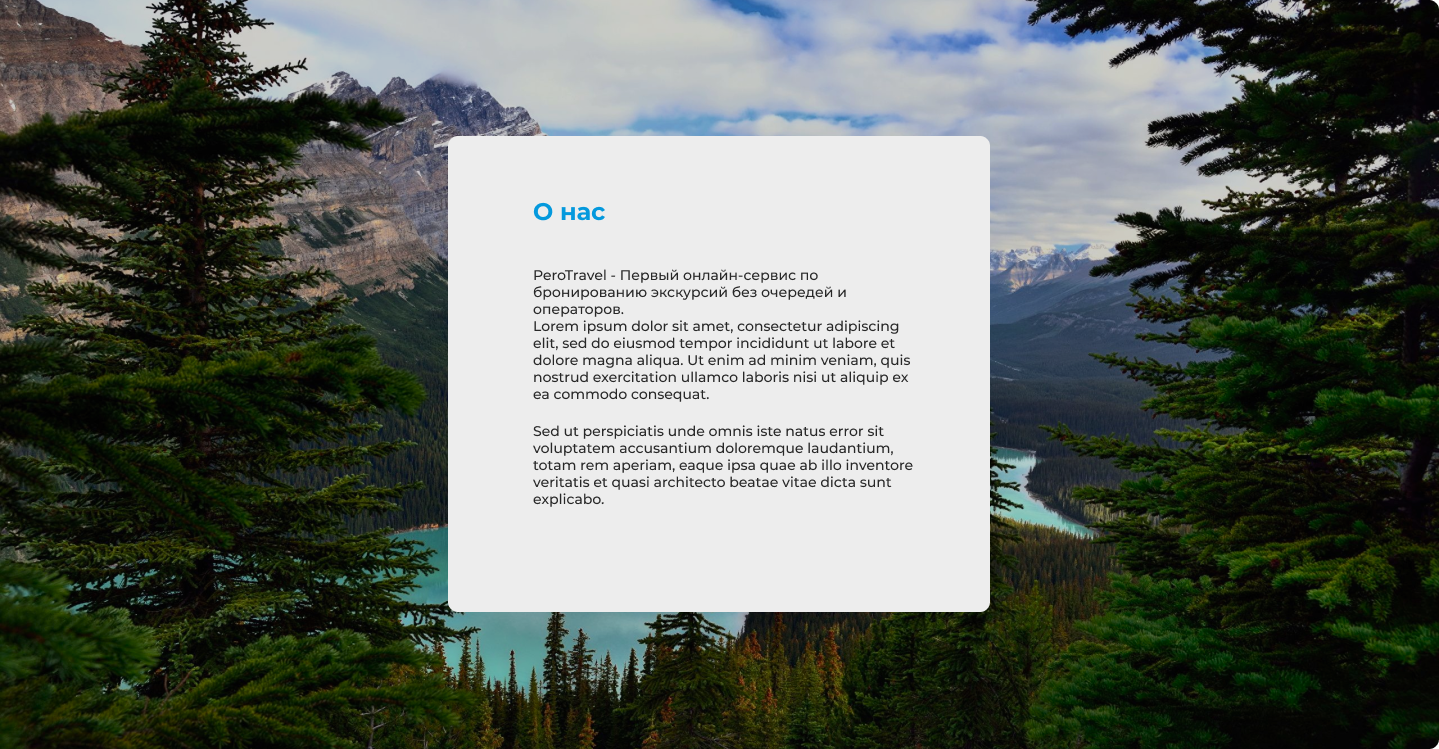 О нас
PeroTravel - Первый онлайн-сервис по
бронированию экскурсий без очередей и
операторов.
Lorem ipsum dolor sit amet, consectetur adipiscing
elit, sed do eiusmod tempor incididunt ut labore et
dolore magna aliqua. Ut enim ad minim veniam, quis
nostrud exercitation ullamco laboris nisi ut aliquip ex
ea commodo consequat.
Sed ut perspiciatis unde omnis iste natus error sit
voluptatem accusantium doloremque laudantium,
totam rem aperiam, eaque ipsa quae ab illo inventore
veritatis et quasi architecto beatae vitae dicta sunt
explicabo.